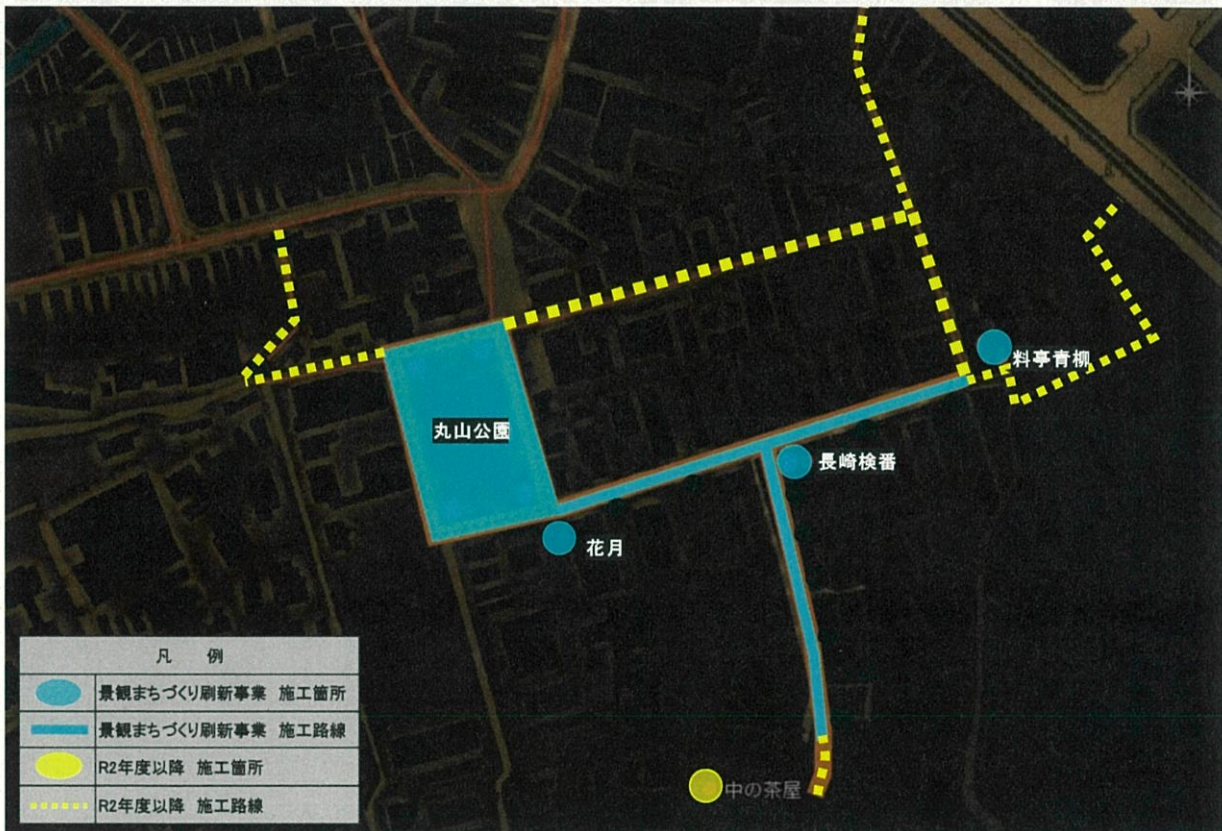 丸山公園
料亭青柳
長崎検番
花月
中の茶屋
凡 例
景観まちづくり刷新事業 施工箇所
景観まちづくり刷新事業 施工路線
R2年度以降 施工箇所
R2年度以降 施工路線